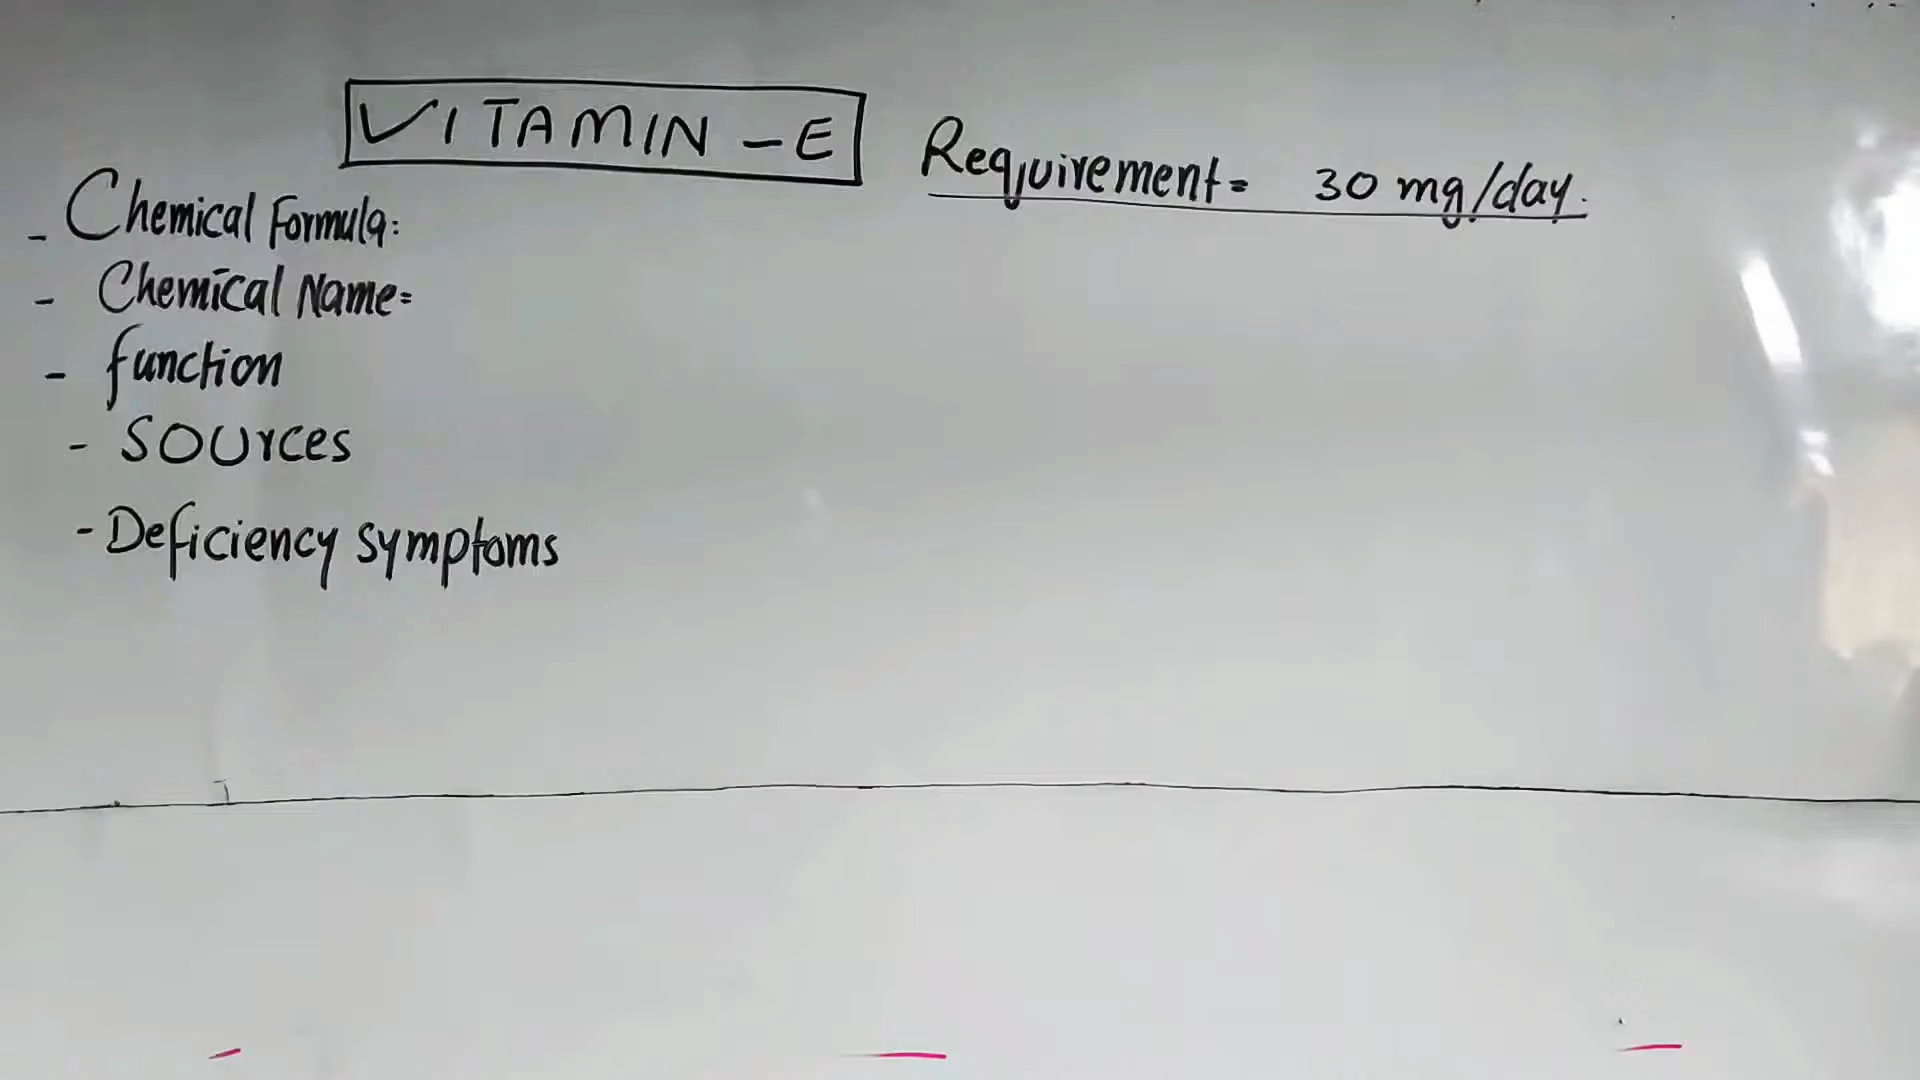 VITAMIN - E
Requirement = 30 mg/day.
- Chemical Formula:
- Chemical Name=
- function
- Sources
- Deficiency symptoms